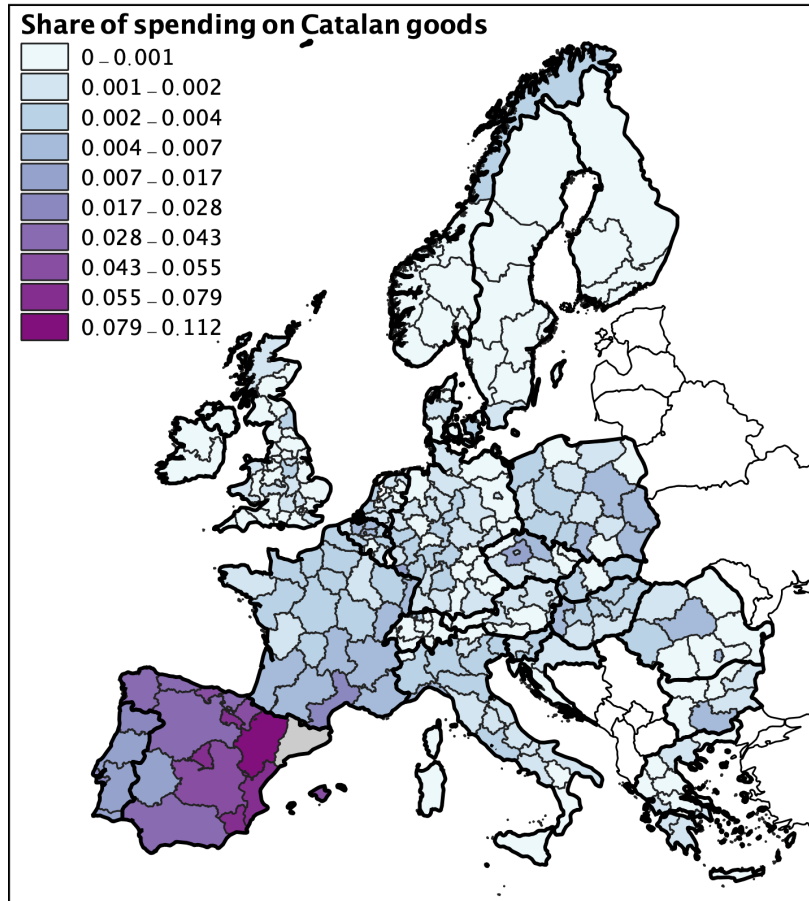 Share of spending on Catalan goods
0 – 0.001
0.001 – 0.002
0.002 – 0.004
0.004 – 0.007
0.007 – 0.017
0.017 – 0.028
0.028 – 0.043
0.043 – 0.055
0.055 – 0.079
0.079 – 0.112